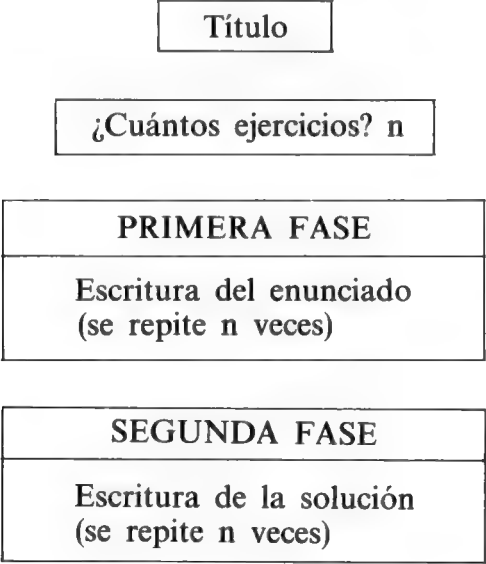 Título
¿Cuántos ejercicios? n
PRIMERA FASE
Escritura del enunciado
(se repite n veces)
SEGUNDA FASE
Escritura de la solución
(se repite n veces)